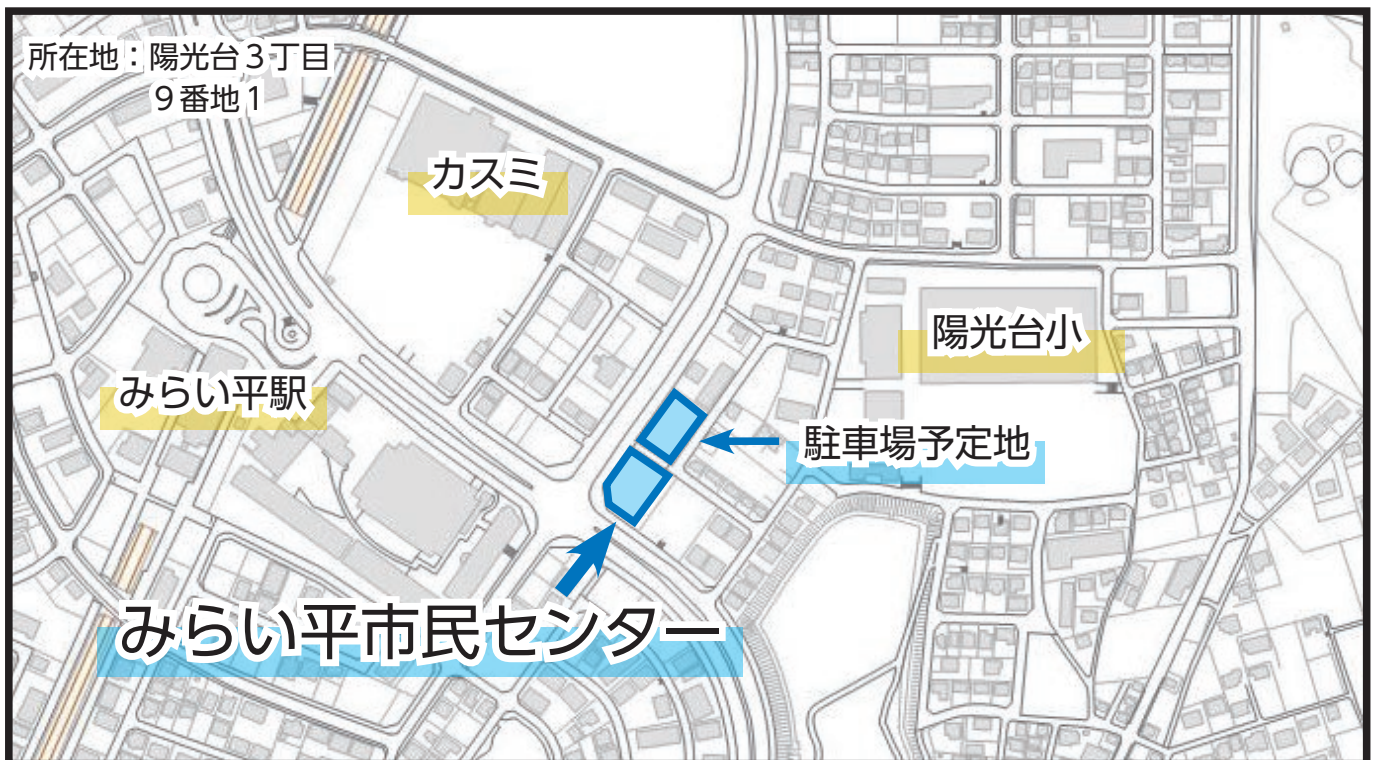 所在地：陽光台３丁目
９番地１
カスミ
陽光台小
みらい平駅
駐車場予定地
みらい平市民センター